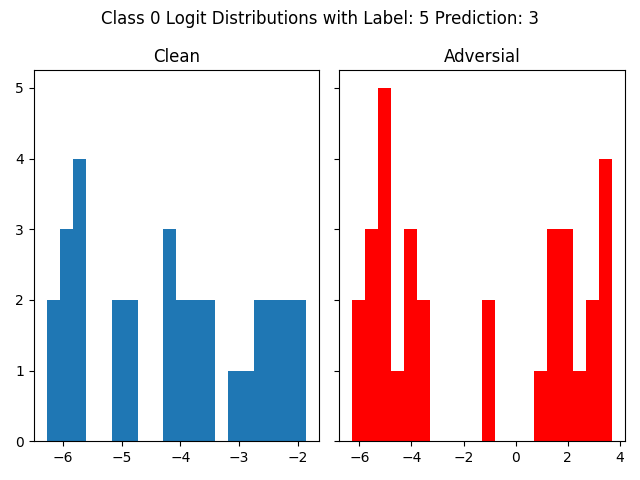 Class 0 Logit Distributions with Label: 5 Prediction: 3
Clean
Adversial
5
4
3
2
1
0
−6 −5 −4 −3 −2
−6 −4 −2 0 2 4